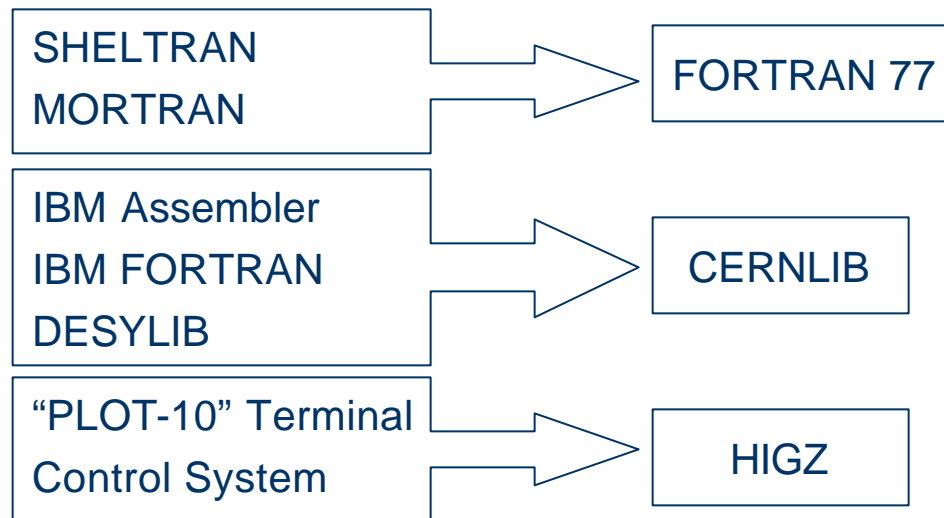 SHELTRAN
MORTRAN
FORTRAN 77
IBM Assembler
IBM FORTRAN
DESYLIB
CERNLIB
“PLOT-10” Terminal
Control System
HIGZ